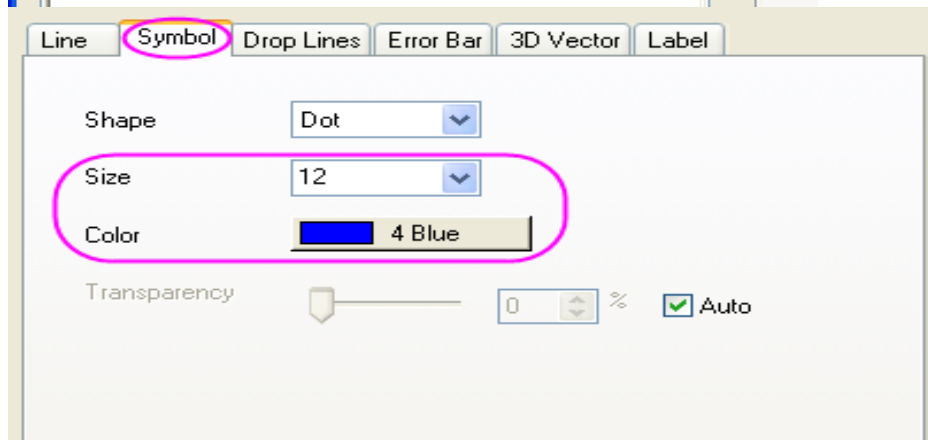 Line Symbol Drop Lines Error Bar 3D Vector Label
Shape Dot
Size 12
Color 4 Blue
Transparency 0 % Auto